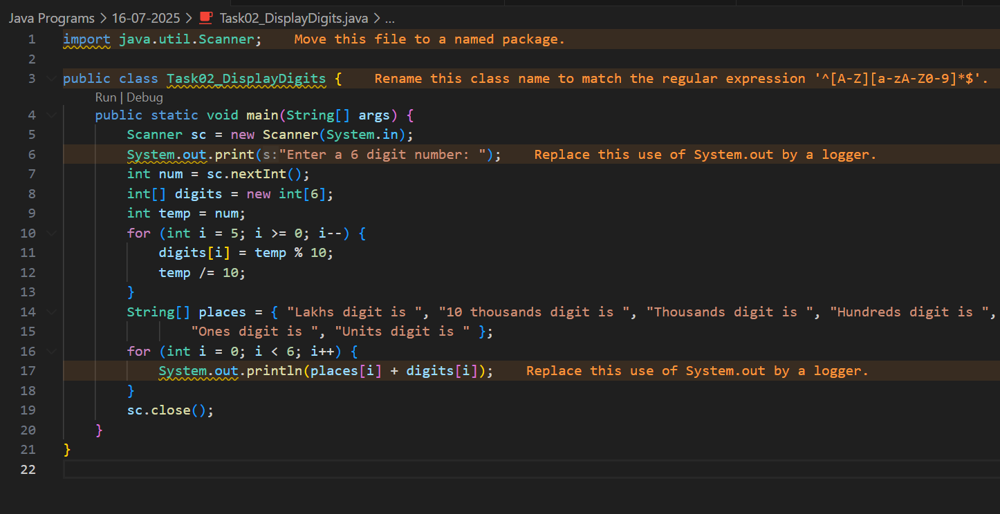 Java Programs > 16-07-2025 > Task02_DisplayDigits.java > ...
1 import java.util.Scanner; Move this file to a named package.
2
3 public class Task02_DisplayDigits { Rename this class name to match the regular expression '^[A-Z][a-zA-Z0-9]*$'.
Run | Debug
4 public static void main(String[] args) {
5 Scanner sc = new Scanner(System.in);
6 System.out.print(s:"Enter a 6 digit number: "); Replace this use of System.out by a logger.
7 int num = sc.nextInt();
8 int[] digits = new int[6];
9 int temp = num;
10 for (int i = 5; i >= 0; i--) {
11 digits[i] = temp % 10;
12 temp /= 10;
13 }
14 String[] places = { "Lakhs digit is ", "10 thousands digit is ", "Thousands digit is ", "Hundreds digit is ",
15 "Ones digit is ", "Units digit is " };
16 for (int i = 0; i < 6; i++) {
17 System.out.println(places[i] + digits[i]); Replace this use of System.out by a logger.
18 }
19 sc.close();
20 }
21 }
22